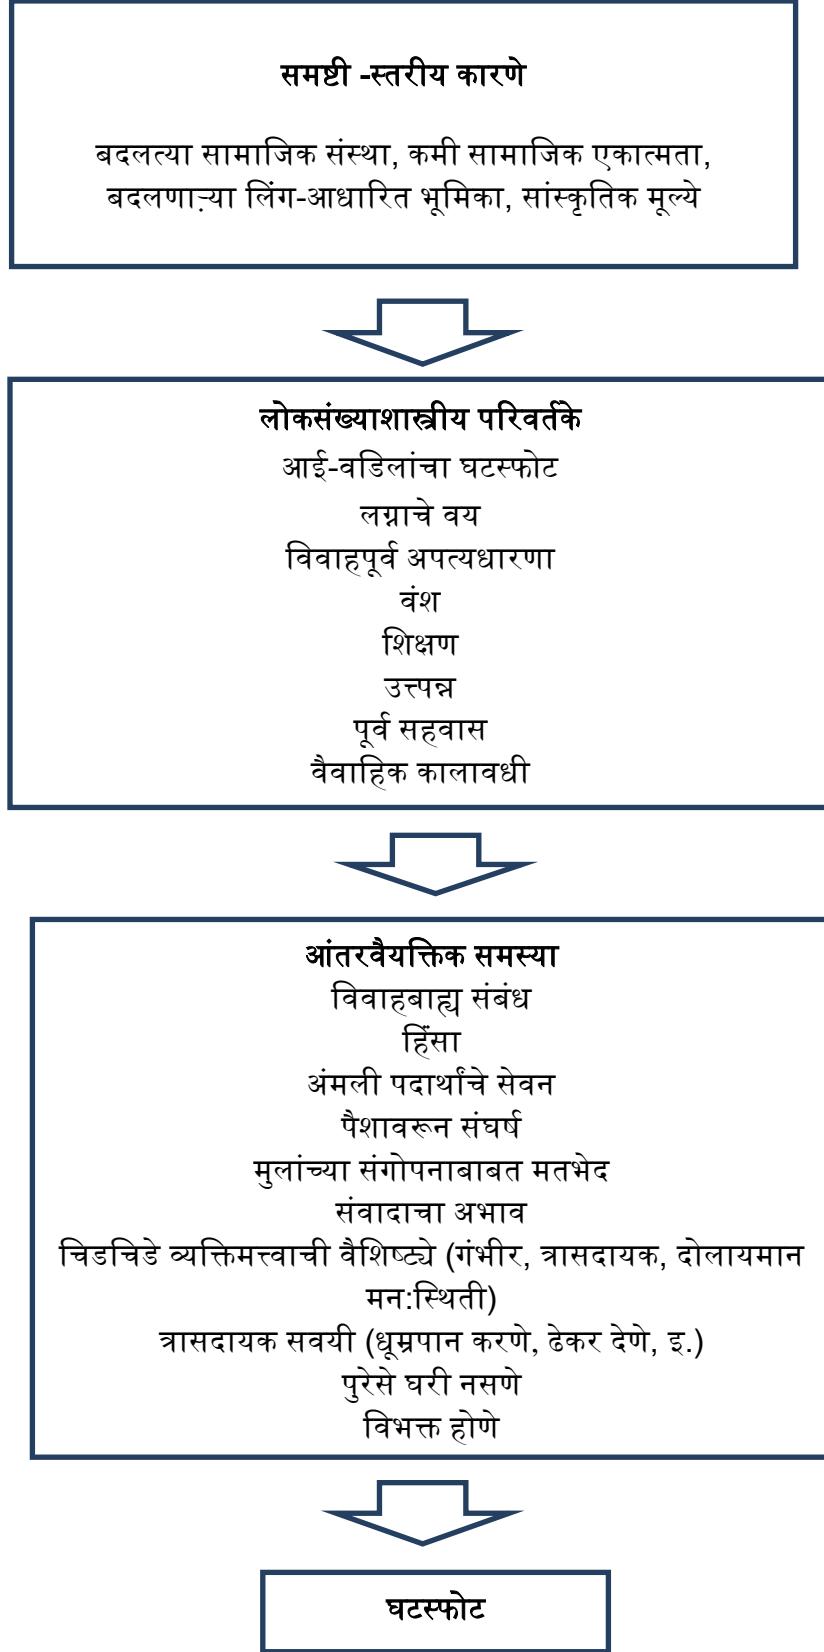 समष्टी -स्तरीय कारणे
बदलत्या सामाजिक संस्था, कमी सामाजिक एकात्मता,
बदलणाऱ्या लिंग-आधारित भूमिका, सांस्कृतिक मूल्ये
लोकसंख्याशास्त्रीय परिवर्तके
आई-वडिलांचा घटस्फोट
लग्नाचे वय
विवाहपूर्व अपत्यधारणा
वंश
शिक्षण
उत्त्पन्न
पूर्व सहवास
वैवाहिक कालावधी
आंतरवैयक्तिक समस्या
विवाहबाह्य संबंध
हिंसा
अंमली पदार्थांचे सेवन
पैशावरून संघर्ष
मुलांच्या संगोपनाबाबत मतभेद
संवादाचा अभाव
चिडचिडे व्यक्तिमत्त्वाची वैशिष्ट्ये (गंभीर, त्रासदायक, दोलायमान
मन:स्थिती)
त्रासदायक सवयी (धूम्रपान करणे, ढेकर देणे, इ.)
पुरेसे घरी नसणे
विभक्त होणे
घटस्फोट